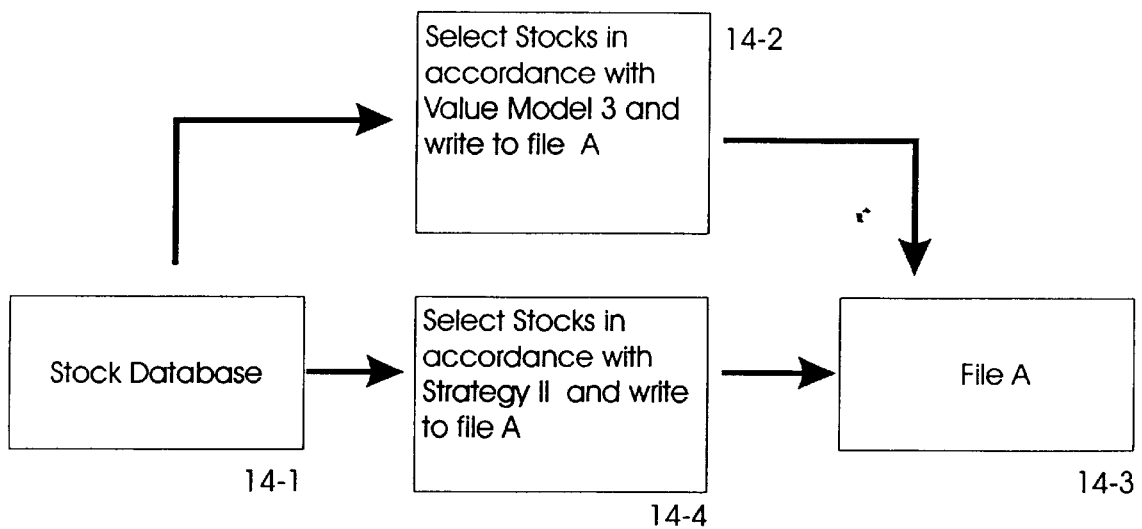 Select Stocks in
accordance with
Value Model 3 and
write to file A
14-2
Stock Database
14-1
Select Stocks in
accordance with
Strategy II and write
to file A
14-4
File A
14-3